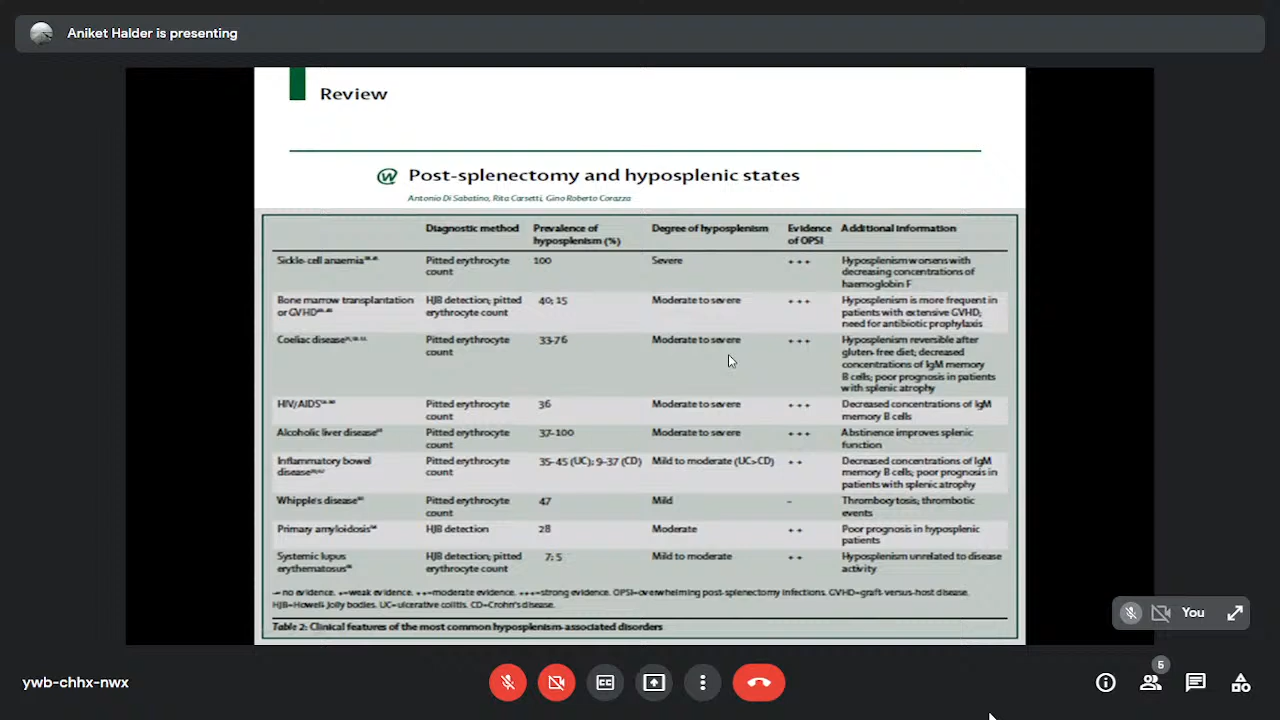 Aniket Halder is presenting
Review
Post-splenectomy and hyposplenic states
Antonio Di Sabatino, Rita Carsetti, Gino Roberto Corazza
Diagnostic method Prevalence of hyposplenism (%) Degree of hyposplenism Evidence of OPSI Additional information
Sickle-cell anaemia Pitted erythrocyte count 100 Severe +++ Hyposplenism worsens with decreasing concentrations of haemoglobin F
Bone marrow transplantation or GVHD HJB detection; pitted erythrocyte count 40; 15 Moderate to severe +++ Hyposplenism is more frequent in patients with extensive GVHD; need for antibiotic prophylaxis
Coeliac disease Pitted erythrocyte count 33-76 Moderate to severe +++ Hyposplenism reversible after gluten-free diet; decreased concentrations of IgM memory B cells; poor prognosis in patients with splenic atrophy
HIV/AIDS Pitted erythrocyte count 36 Moderate to severe +++ Decreased concentrations of IgM memory B cells
Alcoholic liver disease Pitted erythrocyte count 37-100 Moderate to severe +++ Abstinence improves splenic function
Inflammatory bowel disease Pitted erythrocyte count 35-45 (UC); 9-37 (CD) Mild to moderate (UC>CD) ++ Decreased concentrations of IgM memory B cells; poor prognosis in patients with splenic atrophy
Whipple's disease Pitted erythrocyte count 47 Mild - Thrombocytosis; thrombotic events
Primary amyloidosis HJB detection 28 Moderate ++ Poor prognosis in hyposplenic patients
Systemic lupus erythematosus HJB detection; pitted erythrocyte count 7; 5 Mild to moderate ++ Hyposplenism unrelated to disease activity
-=no evidence. +=weak evidence. ++=moderate evidence. +++=strong evidence. OPSI=overwhelming post-splenectomy infections. GVHD=graft-versus-host disease.
HJB=Howell-Jolly bodies. UC=ulcerative colitis. CD=Crohn's disease.
Table 2: Clinical features of the most common hyposplenism-associated disorders
You
ywb-chhx-nwx
CC
5